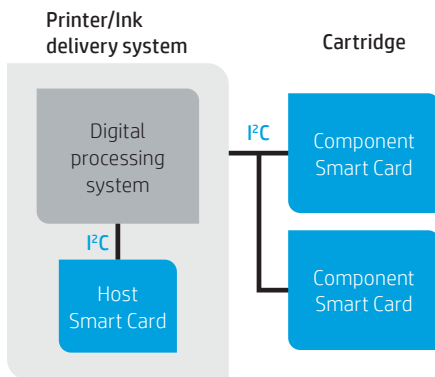 Printer/Ink
delivery system
Cartridge
Digital
processing
system
I²C
Host
Smart Card
I²C
Component
Smart Card
Component
Smart Card